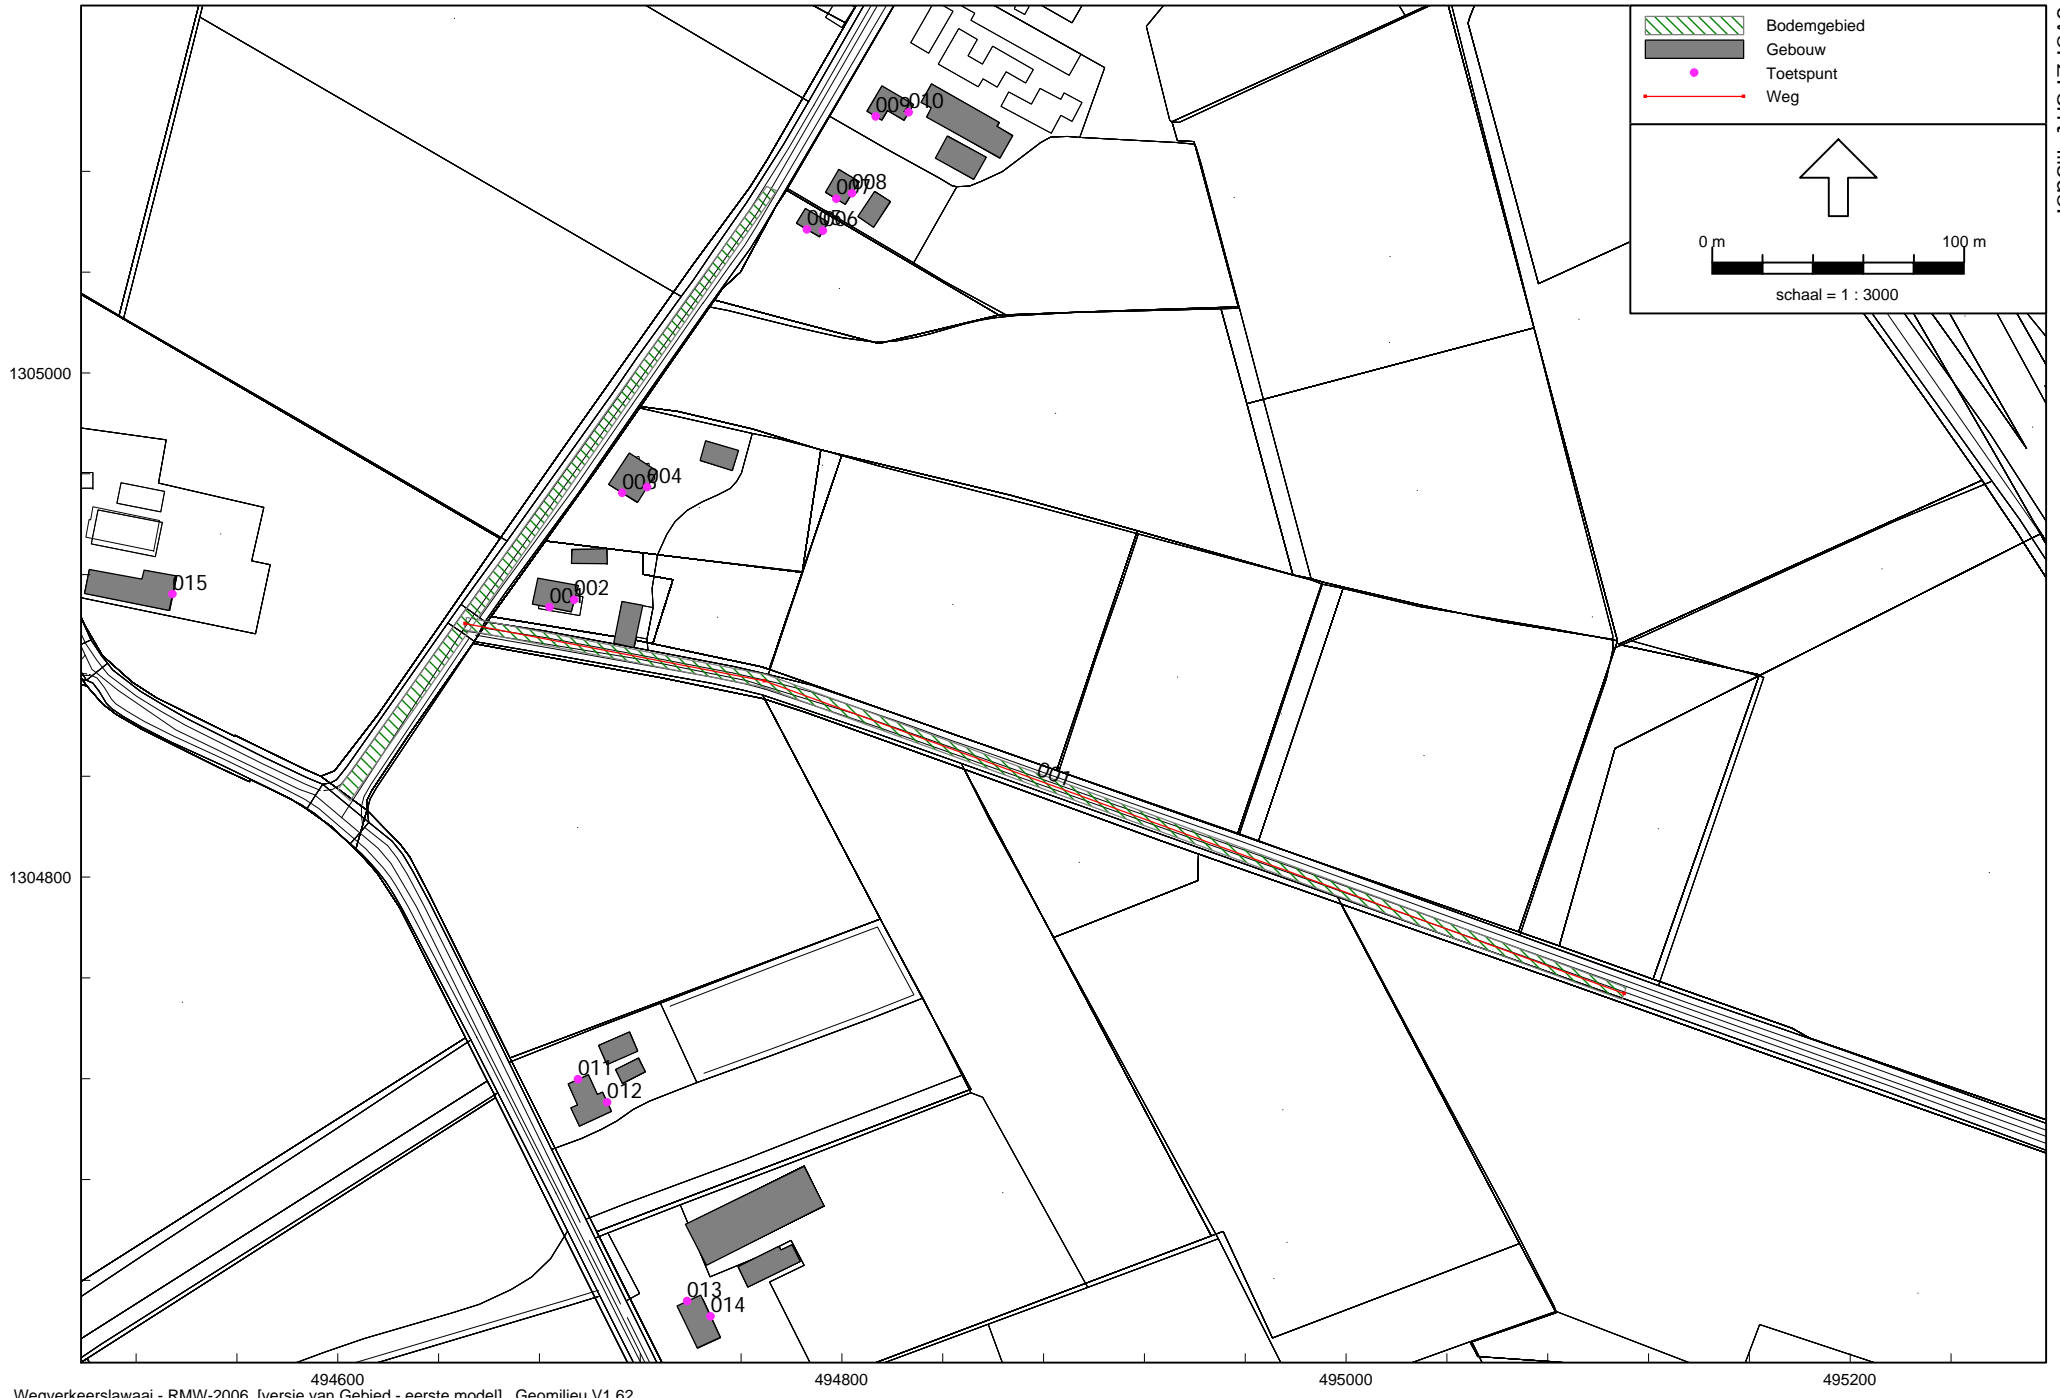 Bodemgebied
Gebouw
Toetspunt
Weg
0 m 100 m
schaal = 1 : 3000
009 010
007 008
005 006
1305000
003 004
015
001 002
001
1304800
011
012
013
014
494600 494800 495000 495200
Wegverkeerslawaai - RMW-2006, [versie van Gebied - eerste model] , Geomilieu V1.62